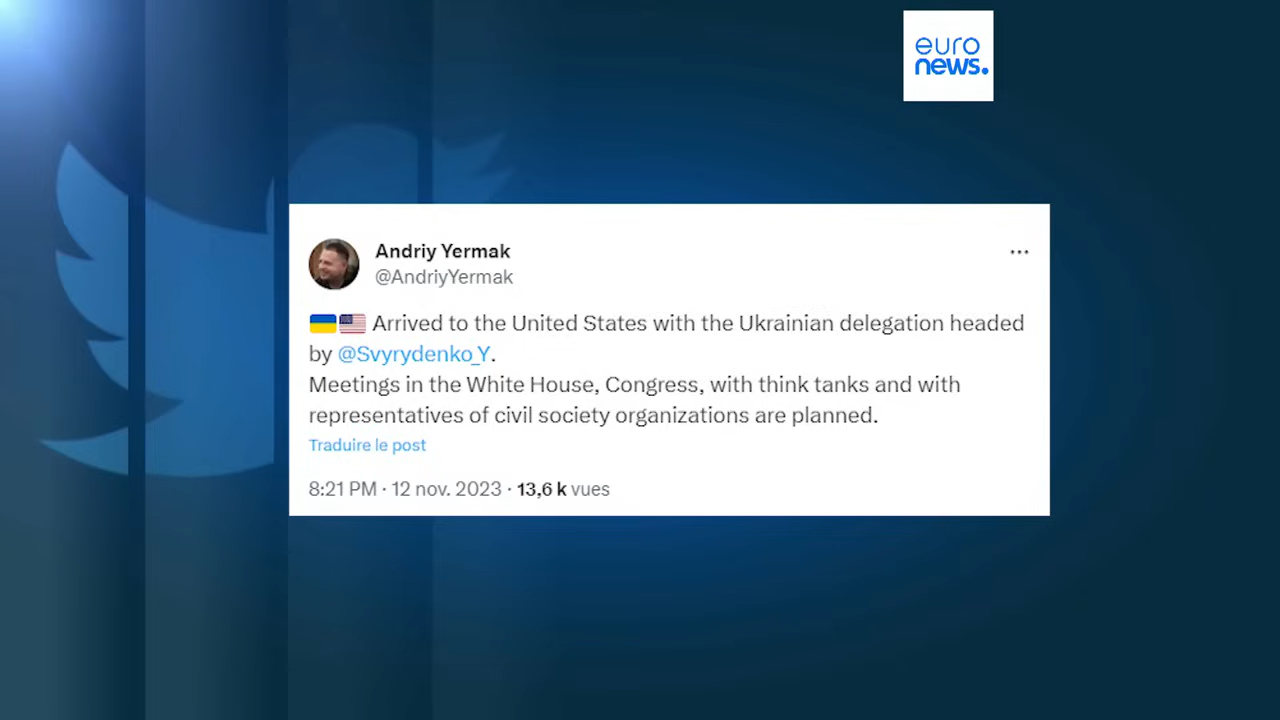 euro
news.
Andriy Yermak
@AndriyYermak
🇺🇦🇺🇸 Arrived to the United States with the Ukrainian delegation headed
by @Svyrydenko_Y.
Meetings in the White House, Congress, with think tanks and with
representatives of civil society organizations are planned.
Traduire le post
8:21 PM · 12 nov. 2023 · 13,6 k vues